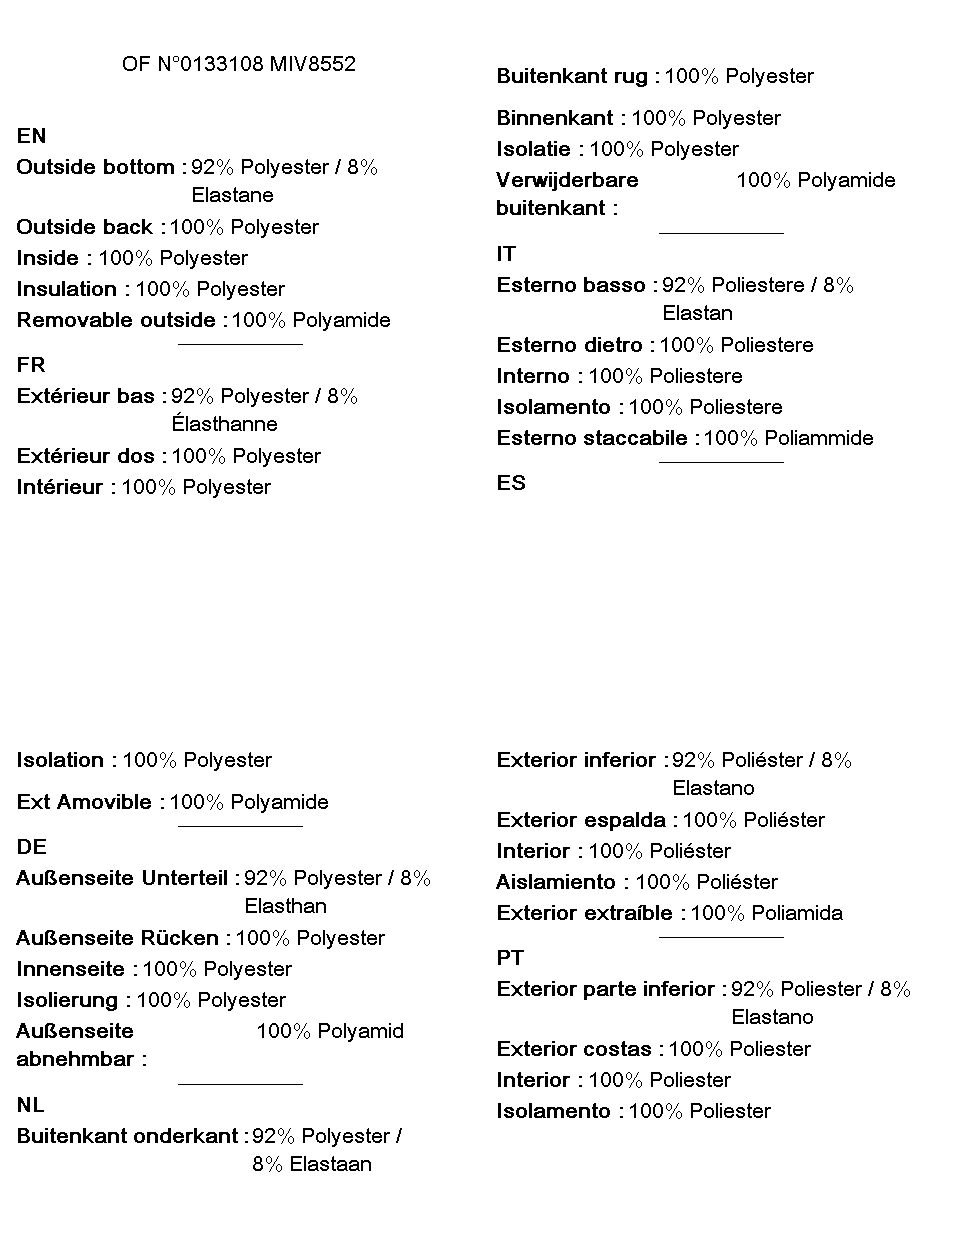 OF N°0133108 MIV8552
EN
Outside bottom : 92% Polyester / 8%
Elastane
Outside back : 100% Polyester
Inside : 100% Polyester
Insulation : 100% Polyester
Removable outside : 100% Polyamide
FR
Extérieur bas : 92% Polyester / 8%
Élasthanne
Extérieur dos : 100% Polyester
Intérieur : 100% Polyester
Isolation : 100% Polyester
Ext Amovible : 100% Polyamide
DE
Außenseite Unterteil : 92% Polyester / 8%
Elasthan
Außenseite Rücken : 100% Polyester
Innenseite : 100% Polyester
Isolierung : 100% Polyester
Außenseite 100% Polyamid
abnehmbar :
NL
Buitenkant onderkant : 92% Polyester /
8% Elastaan
Buitenkant rug : 100% Polyester
Binnenkant : 100% Polyester
Isolatie : 100% Polyester
Verwijderbare 100% Polyamide
buitenkant :
IT
Esterno basso : 92% Poliestere / 8%
Elastan
Esterno dietro : 100% Poliestere
Interno : 100% Poliestere
Isolamento : 100% Poliestere
Esterno staccabile : 100% Poliammide
ES
Exterior inferior : 92% Poliéster / 8%
Elastano
Exterior espalda : 100% Poliéster
Interior : 100% Poliéster
Aislamiento : 100% Poliéster
Exterior extraíble : 100% Poliamida
PT
Exterior parte inferior : 92% Poliester / 8%
Elastano
Exterior costas : 100% Poliester
Interior : 100% Poliester
Isolamento : 100% Poliester